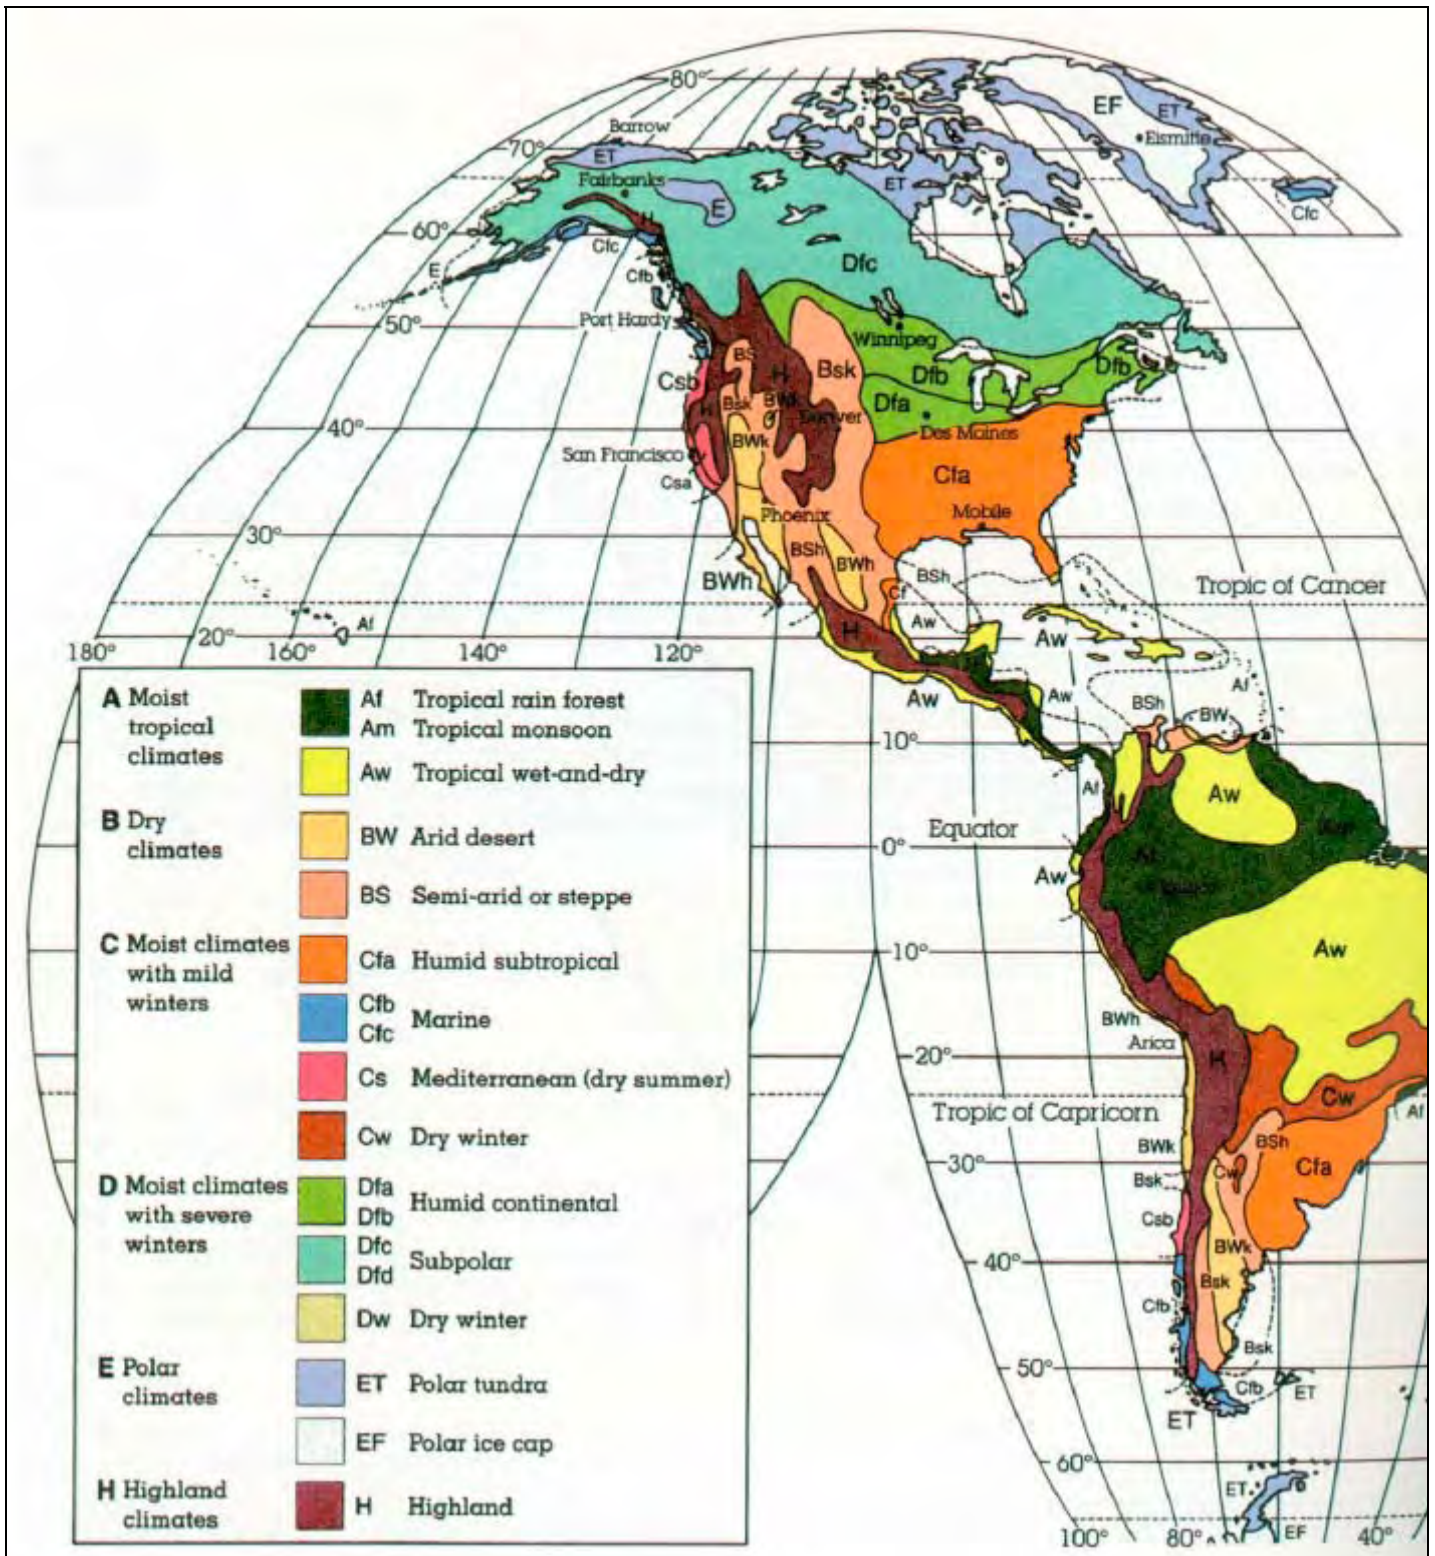 80°
EF
ET
Barrow
Eismitte
70°
ET
Fairbanks
ET
E
Cfc
H
60°
Cfc
Dfc
E
Cfb
Port Hardy
50°
Winnipeg
BS
Bsk
Dfb
Dfb
Csb
H
Bsk
H
Denver
Dfa
40°
Des Maines
BWk
San Francisco
Cfa
Csa
Phoenix
Mobile
30°
BSh
BWh
BSh
BWh
Cf
Tropic of Cancer
Af
Aw
Aw
H
20°
180°
160°
140°
120°
Aw
Aw
Af
BSh
BW
10°
Af
Aw
Equator
0°
Aw
Aw
10°
BWh
Arica
20°
H
Tropic of Capricorn
Cw
Af
BWk
BSh
30°
Cw
Cfa
Bsk
Csb
BWk
40°
Bsk
Cfb
Bsk
50°
Cfb
ET
ET
60°
ET
EF
100°
80°
40°
A Moist tropical climates
Af Tropical rain forest
Am Tropical monsoon
Aw Tropical wet-and-dry
B Dry climates
BW Arid desert
BS Semi-arid or steppe
C Moist climates with mild winters
Cfa Humid subtropical
Cfb
Cfc Marine
Cs Mediterranean (dry summer)
Cw Dry winter
D Moist climates with severe winters
Dfa
Dfb Humid continental
Dfc
Dfd Subpolar
Dw Dry winter
E Polar climates
ET Polar tundra
EF Polar ice cap
H Highland climates
H Highland